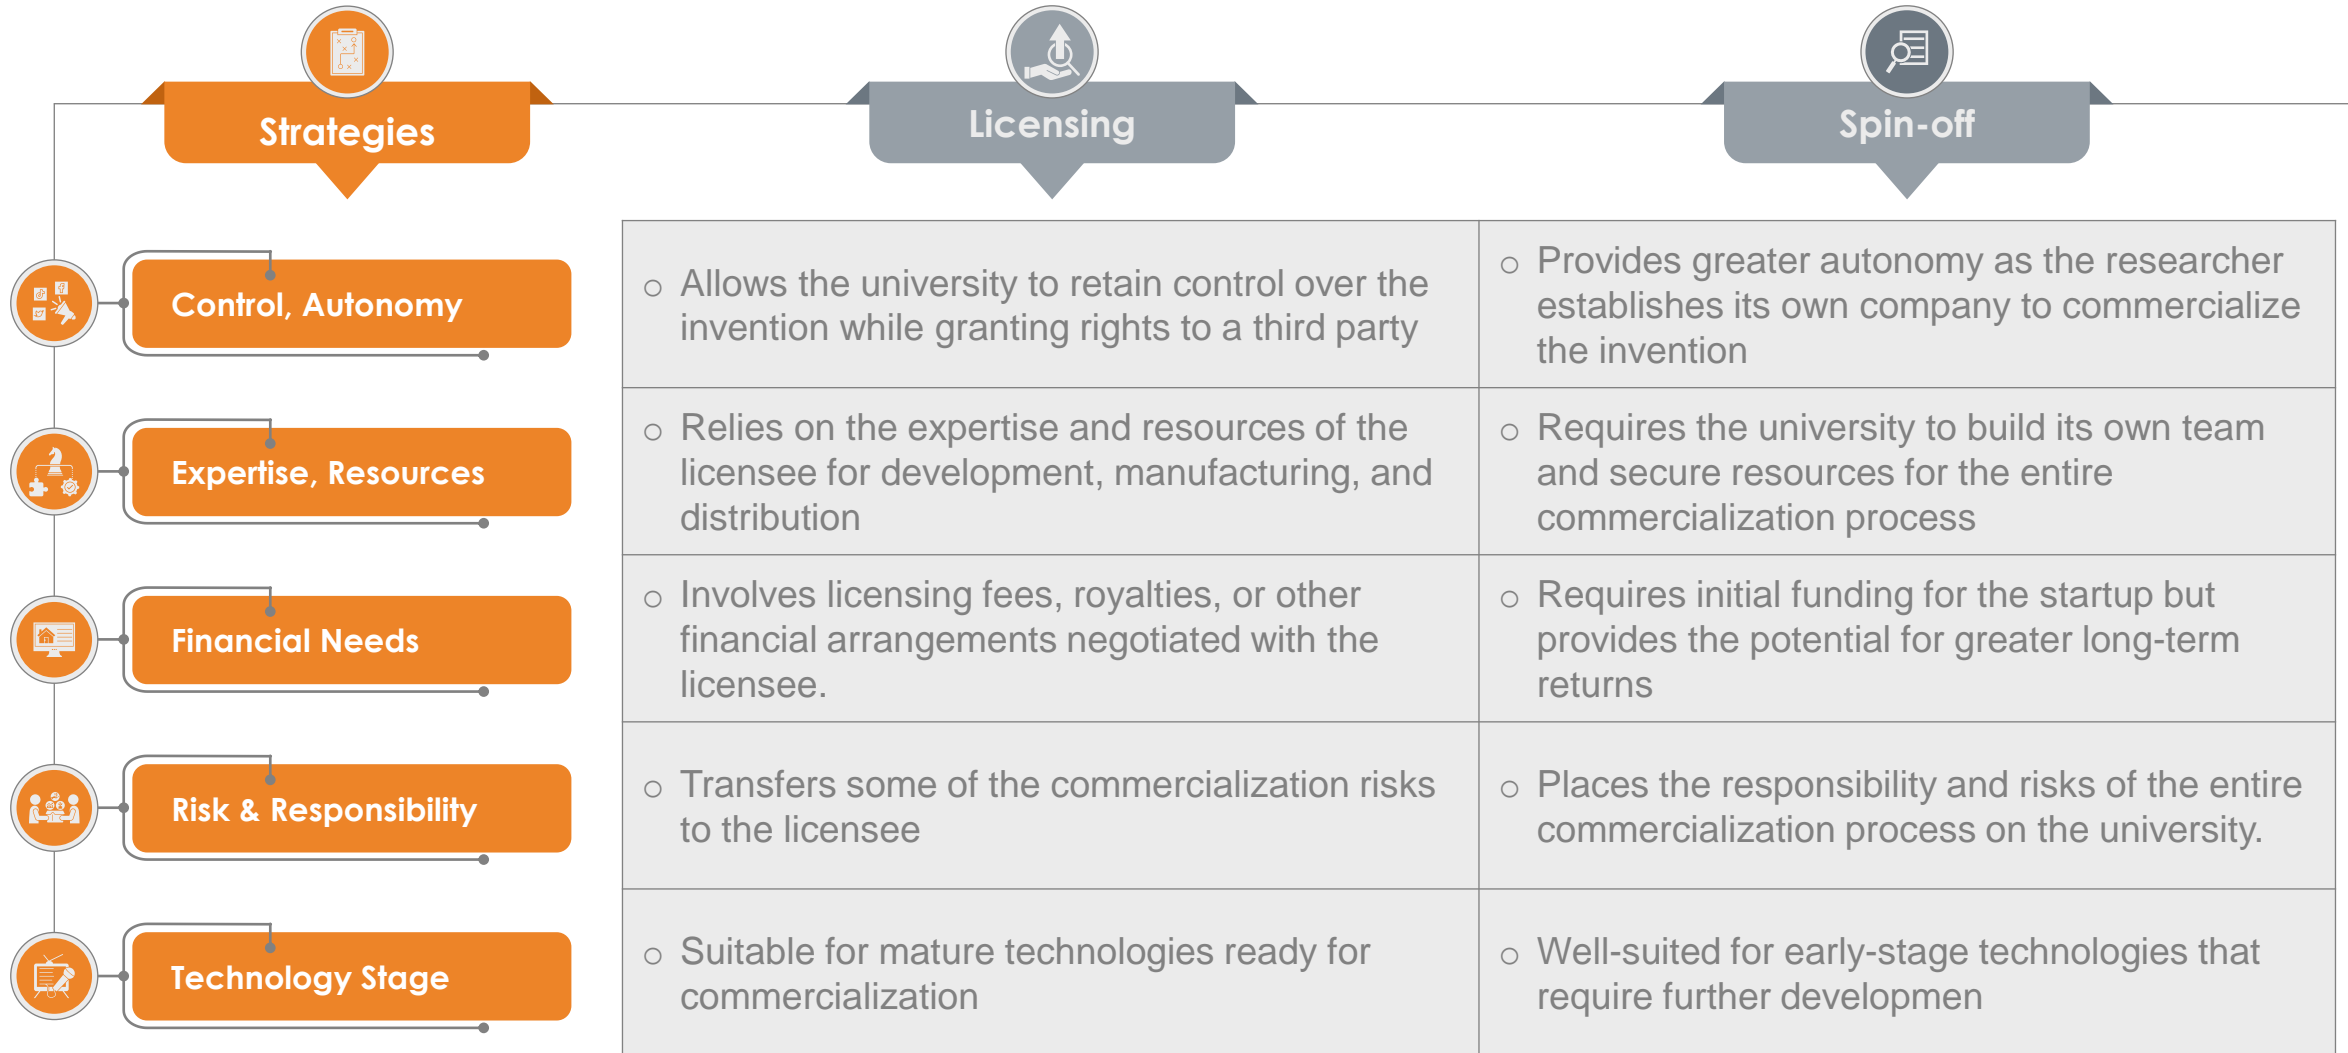 Strategies
Licensing
Spin-off
Control, Autonomy
○ Allows the university to retain control over the
invention while granting rights to a third party
○ Provides greater autonomy as the researcher
establishes its own company to commercialize
the invention
Expertise, Resources
○ Relies on the expertise and resources of the
licensee for development, manufacturing, and
distribution
○ Requires the university to build its own team
and secure resources for the entire
commercialization process
Financial Needs
○ Involves licensing fees, royalties, or other
financial arrangements negotiated with the
licensee.
○ Requires initial funding for the startup but
provides the potential for greater long-term
returns
Risk & Responsibility
○ Transfers some of the commercialization risks
to the licensee
○ Places the responsibility and risks of the entire
commercialization process on the university.
Technology Stage
○ Suitable for mature technologies ready for
commercialization
○ Well-suited for early-stage technologies that
require further developmen